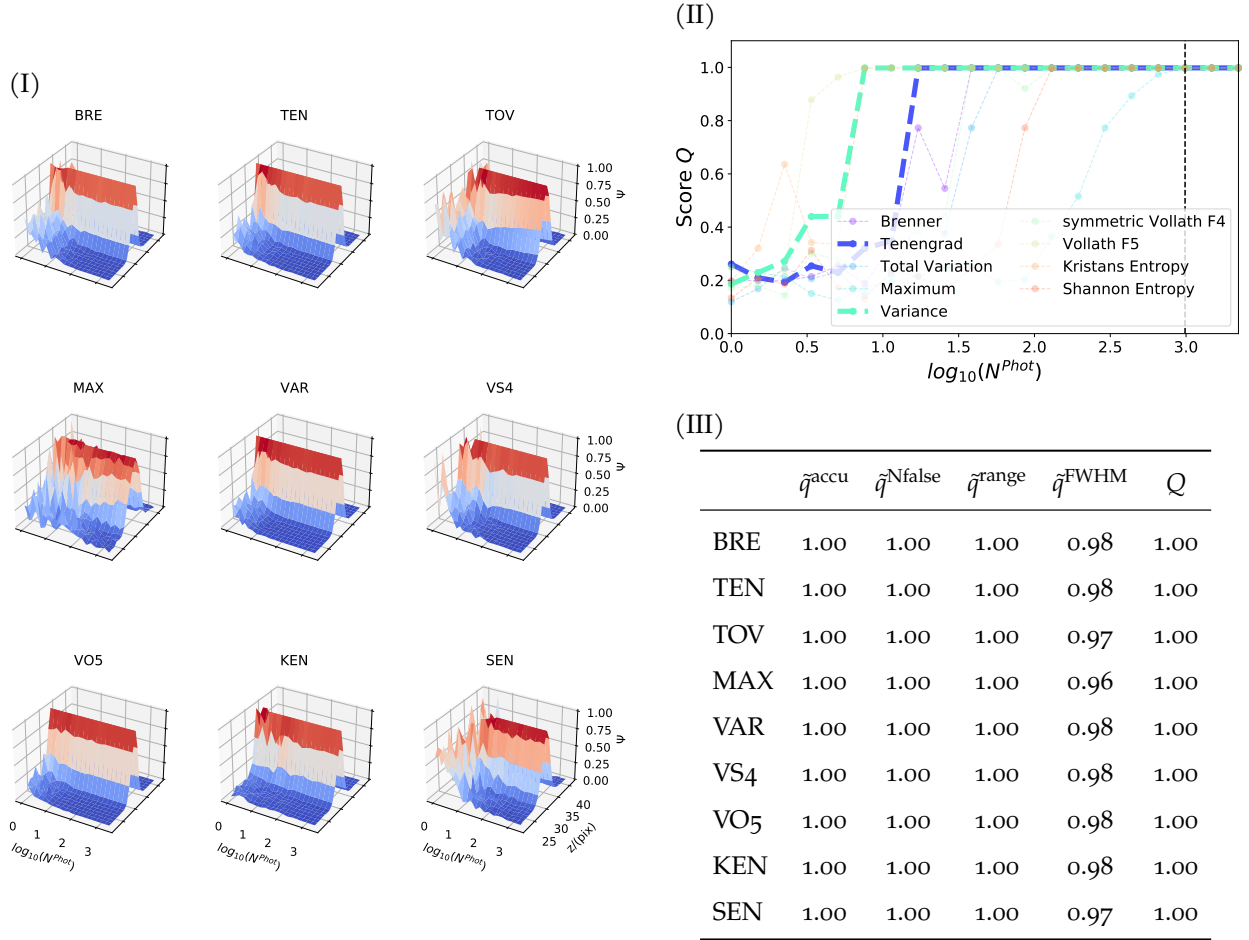 (I)
BRE TEN TOV
1.00
0.75
0.50
0.25
0.00
Ψ
MAX VAR VS4
1.00
0.75
0.50
0.25
0.00
Ψ
VO5 KEN SEN
1.00
0.75
0.50
0.25
0.00
Ψ
0 1 2 3
log10(N^Phot)
0 1 2 3
log10(N^Phot)
0 1 2 3
log10(N^Phot)
25 30 35 40
z/(pix)
(II)
Score Q
1.0
0.8
0.6
0.4
0.2
0.0
Brenner
Tenengrad
Total Variation
Maximum
Variance
symmetric Vollath F4
Vollath F5
Kristans Entropy
Shannon Entropy
0.0 0.5 1.0 1.5 2.0 2.5 3.0
log10(N^Phot)
(III)
q̃^accu q̃^Nfalse q̃^range q̃^FWHM Q
BRE 1.00 1.00 1.00 0.98 1.00
TEN 1.00 1.00 1.00 0.98 1.00
TOV 1.00 1.00 1.00 0.97 1.00
MAX 1.00 1.00 1.00 0.96 1.00
VAR 1.00 1.00 1.00 0.98 1.00
VS4 1.00 1.00 1.00 0.98 1.00
VO5 1.00 1.00 1.00 0.98 1.00
KEN 1.00 1.00 1.00 0.98 1.00
SEN 1.00 1.00 1.00 0.97 1.00